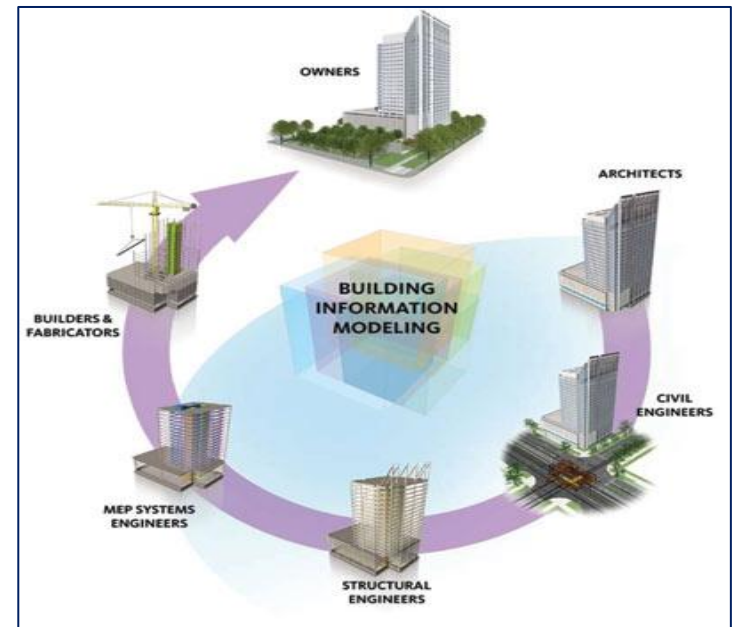 OWNERS
ARCHITECTS
BUILDING
INFORMATION
MODELING
BUILDERS &
FABRICATORS
CIVIL
ENGINEERS
MEP SYSTEMS
ENGINEERS
STRUCTURAL
ENGINEERS